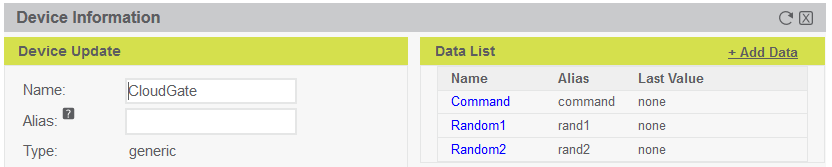 Device Information
Device Update
Name: CloudGate
Alias: ?
Type: generic
Data List + Add Data
Name Alias Last Value
Command command none
Random1 rand1 none
Random2 rand2 none